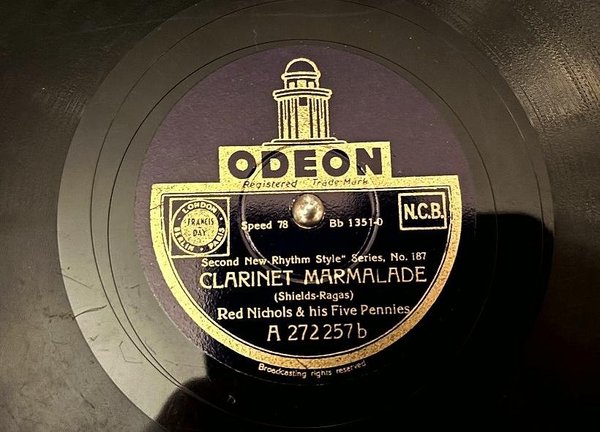 ODEON
Registered Trade-Mark
LONDON
FRANCIS
DAY
BERLIN * PARIS
Speed 78
Bb 1351-0
N.C.B.
Second New Rhythm Style" Series, No. 187
CLARINET MARMALADE
(Shields-Ragas)
Red Nichols & his Five Pennies
A 272257b
Broadcasting rights reserved